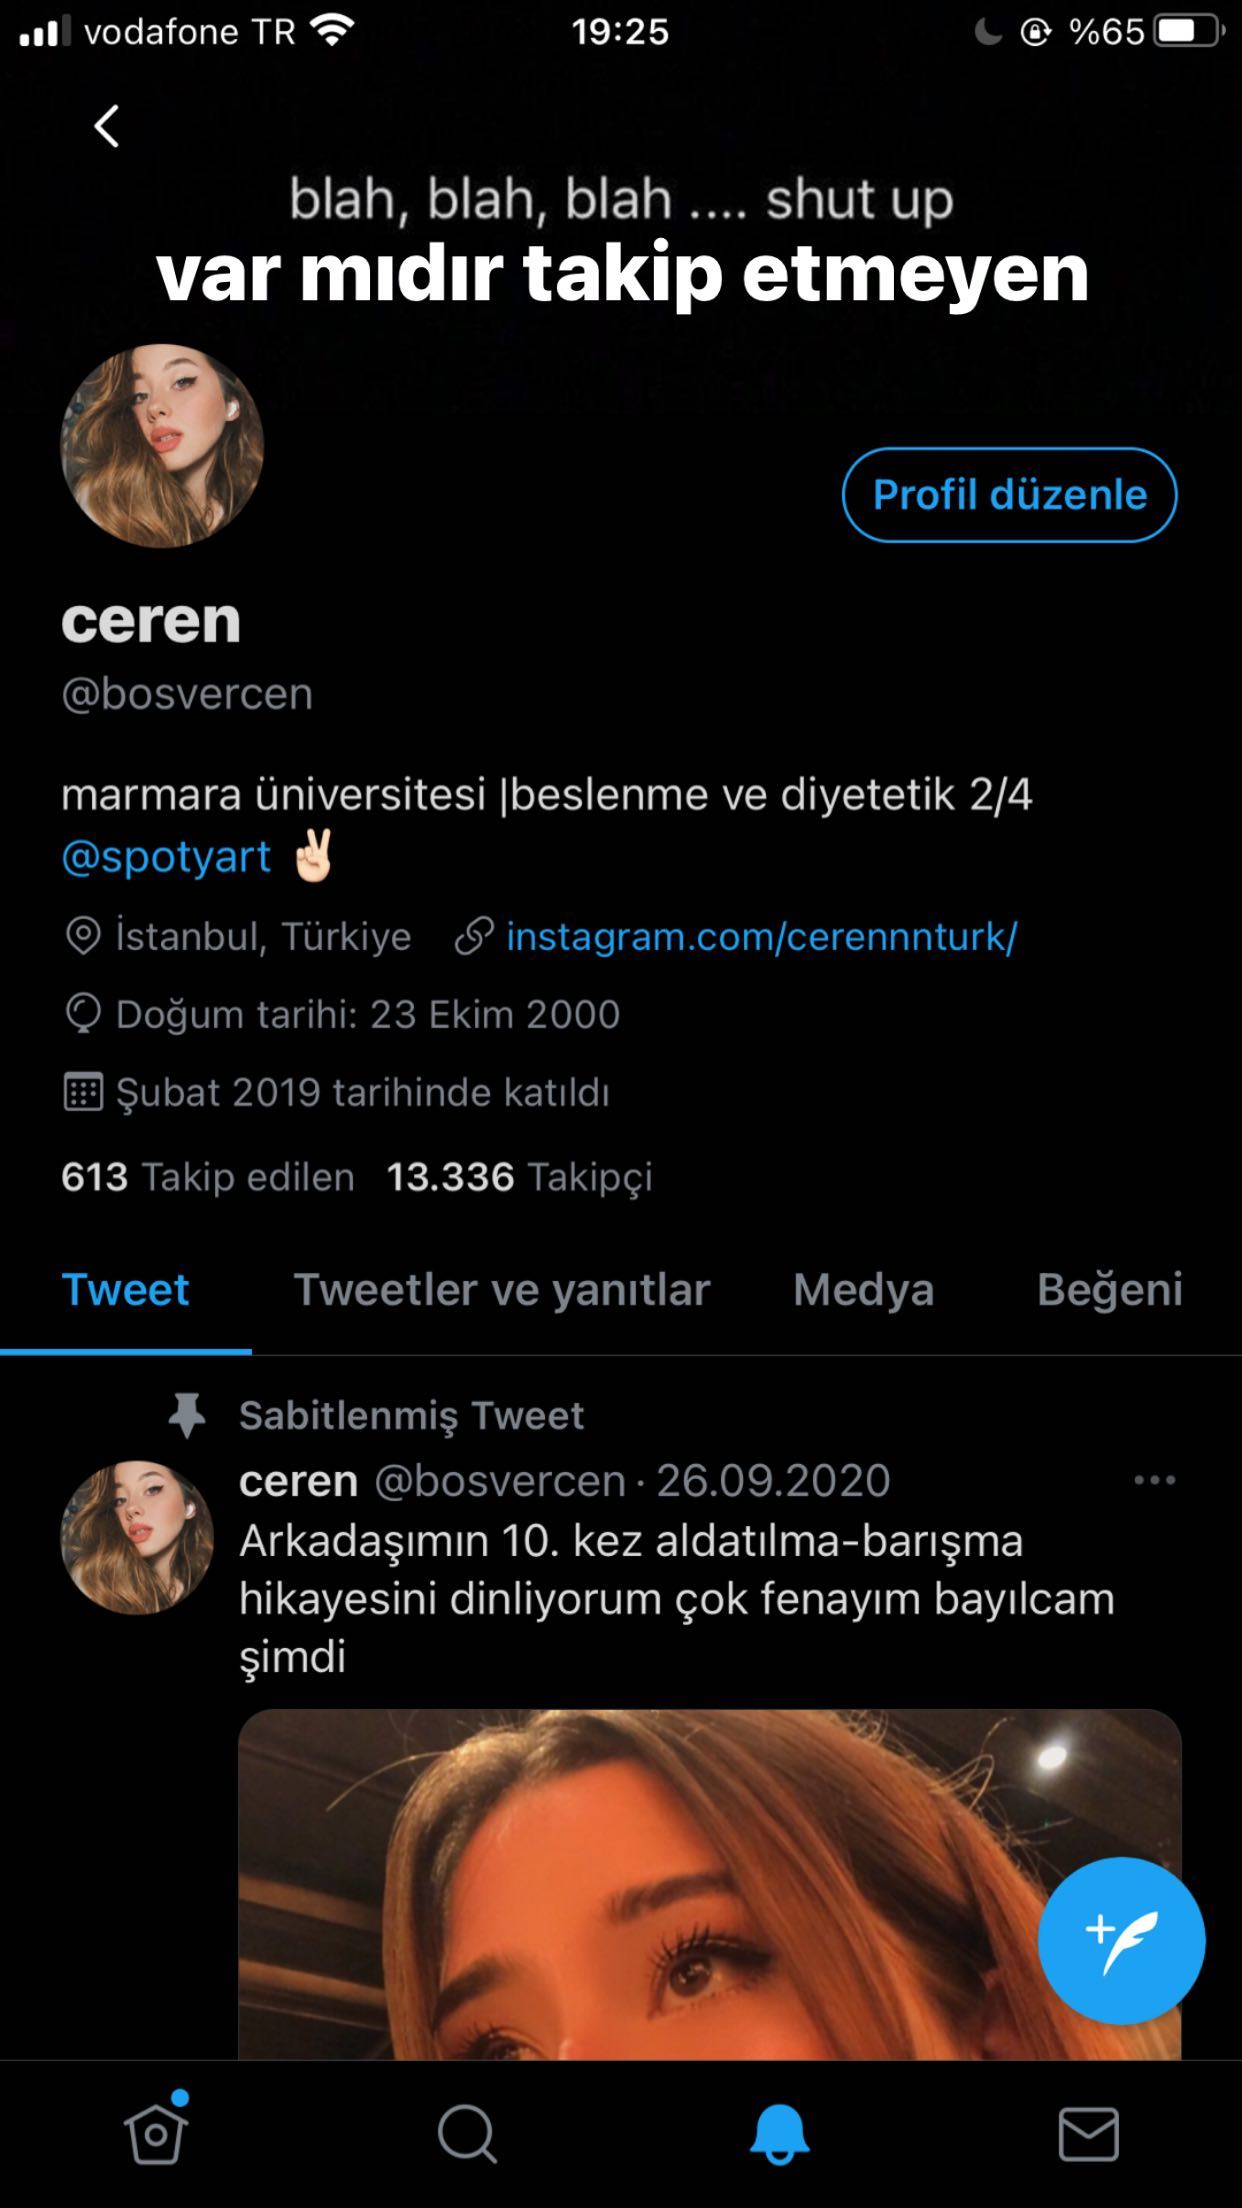 vodafone TR
19:25
%65
blah, blah, blah .... shut up
var mıdır takip etmeyen
Profil düzenle
ceren
@bosvercen
marmara üniversitesi |beslenme ve diyetetik 2/4
@spotyart ✌🏻
İstanbul, Türkiye instagram.com/cerennnturk/
Doğum tarihi: 23 Ekim 2000
Şubat 2019 tarihinde katıldı
613 Takip edilen 13.336 Takipçi
Tweet Tweetler ve yanıtlar Medya Beğeni
Sabitlenmiş Tweet
ceren @bosvercen · 26.09.2020
Arkadaşımın 10. kez aldatılma-barışma
hikayesini dinliyorum çok fenayım bayılcam
şimdi